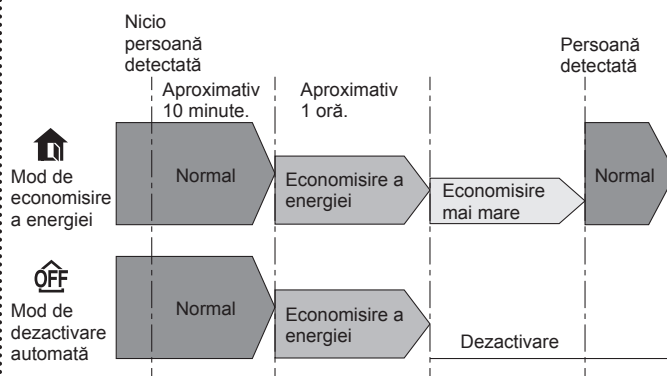 Nicio
persoană
detectată
Persoană
detectată
Aproximativ
10 minute.
Aproximativ
1 oră.
Mod de
economisire
a energiei
Normal
Economisire a
energiei
Economisire
mai mare
Normal
OFF
Mod de
dezactivare
automată
Normal
Economisire a
energiei
Dezactivare